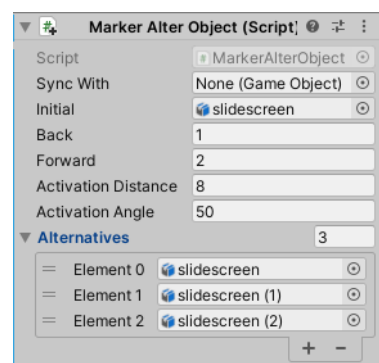 Marker Alter Object (Script)
Script MarkerAlterObject
Sync With None (Game Object)
Initial slidescreen
Back 1
Forward 2
Activation Distance 8
Activation Angle 50
Alternatives 3
Element 0 slidescreen
Element 1 slidescreen (1)
Element 2 slidescreen (2)
+ -